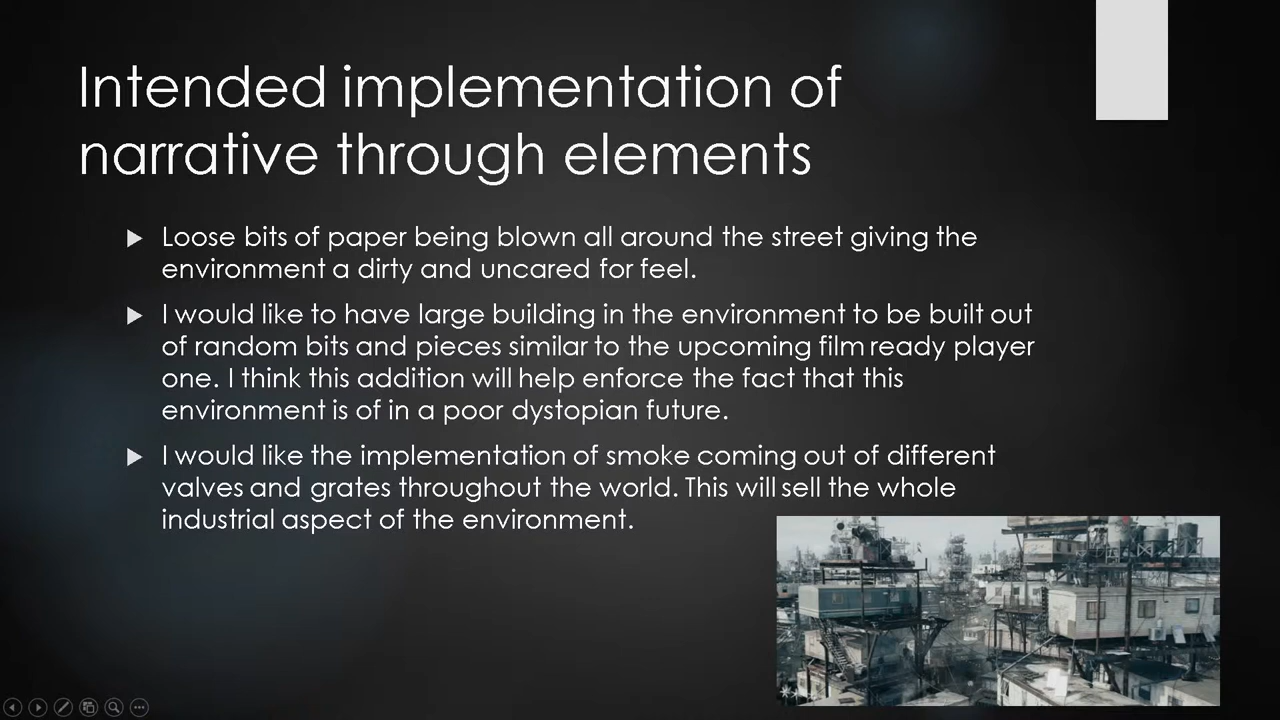 Intended implementation of
narrative through elements
Loose bits of paper being blown all around the street giving the
environment a dirty and uncared for feel.
I would like to have large building in the environment to be built out
of random bits and pieces similar to the upcoming film ready player
one. I think this addition will help enforce the fact that this
environment is of in a poor dystopian future.
I would like the implementation of smoke coming out of different
valves and grates throughout the world. This will sell the whole
industrial aspect of the environment.